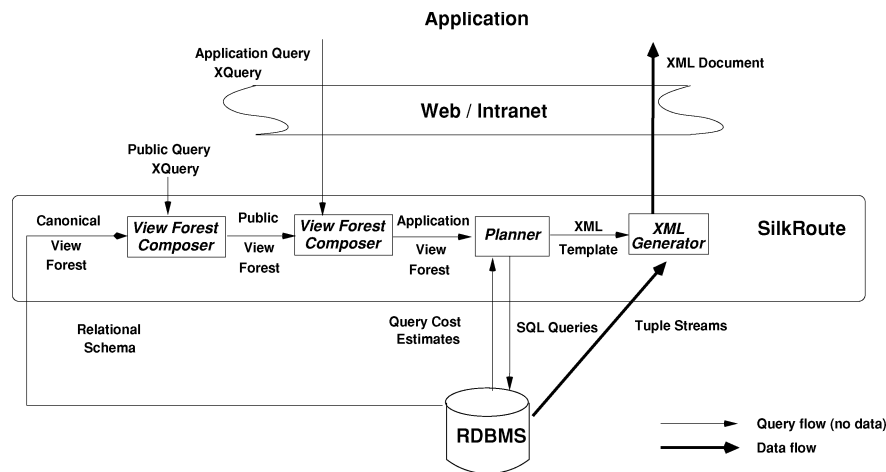 Application
Application Query
XQuery
XML Document
Web / Intranet
Public Query
XQuery
Canonical
View
Forest
View Forest
Composer
Public
View
Forest
View Forest
Composer
Application
View
Forest
Planner
XML
Template
XML
Generator
SilkRoute
Relational
Schema
Query Cost
Estimates
SQL Queries
Tuple Streams
RDBMS
Query flow (no data)
Data flow